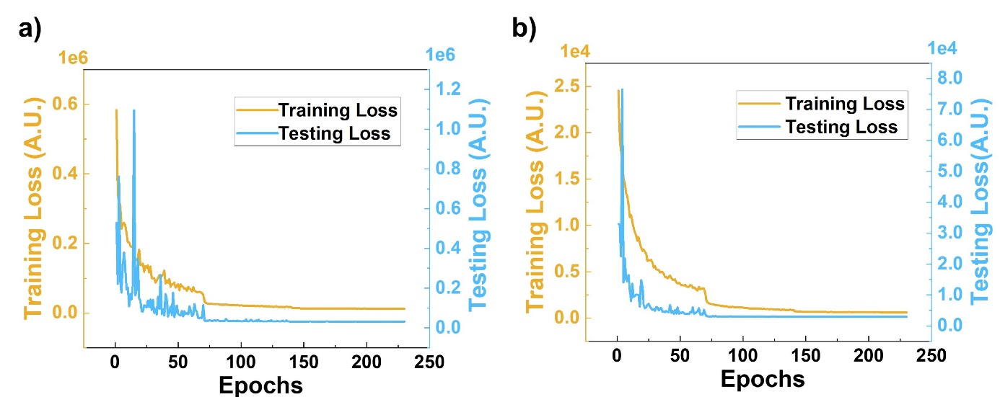 a)
1e6
1e6
Training Loss (A.U.)
0.6
0.4
0.2
0.0
Training Loss
Testing Loss
1.2
1.0
0.8
0.6
0.4
0.2
0.0
Testing Loss (A.U.)
0
50
100
150
200
250
Epochs
b)
1e4
1e4
Training Loss (A.U.)
2.5
2.0
1.5
1.0
0.5
0.0
Training Loss
Testing Loss
8.0
7.0
6.0
5.0
4.0
3.0
2.0
1.0
0.0
Testing Loss(A.U.)
0
50
100
150
200
250
Epochs